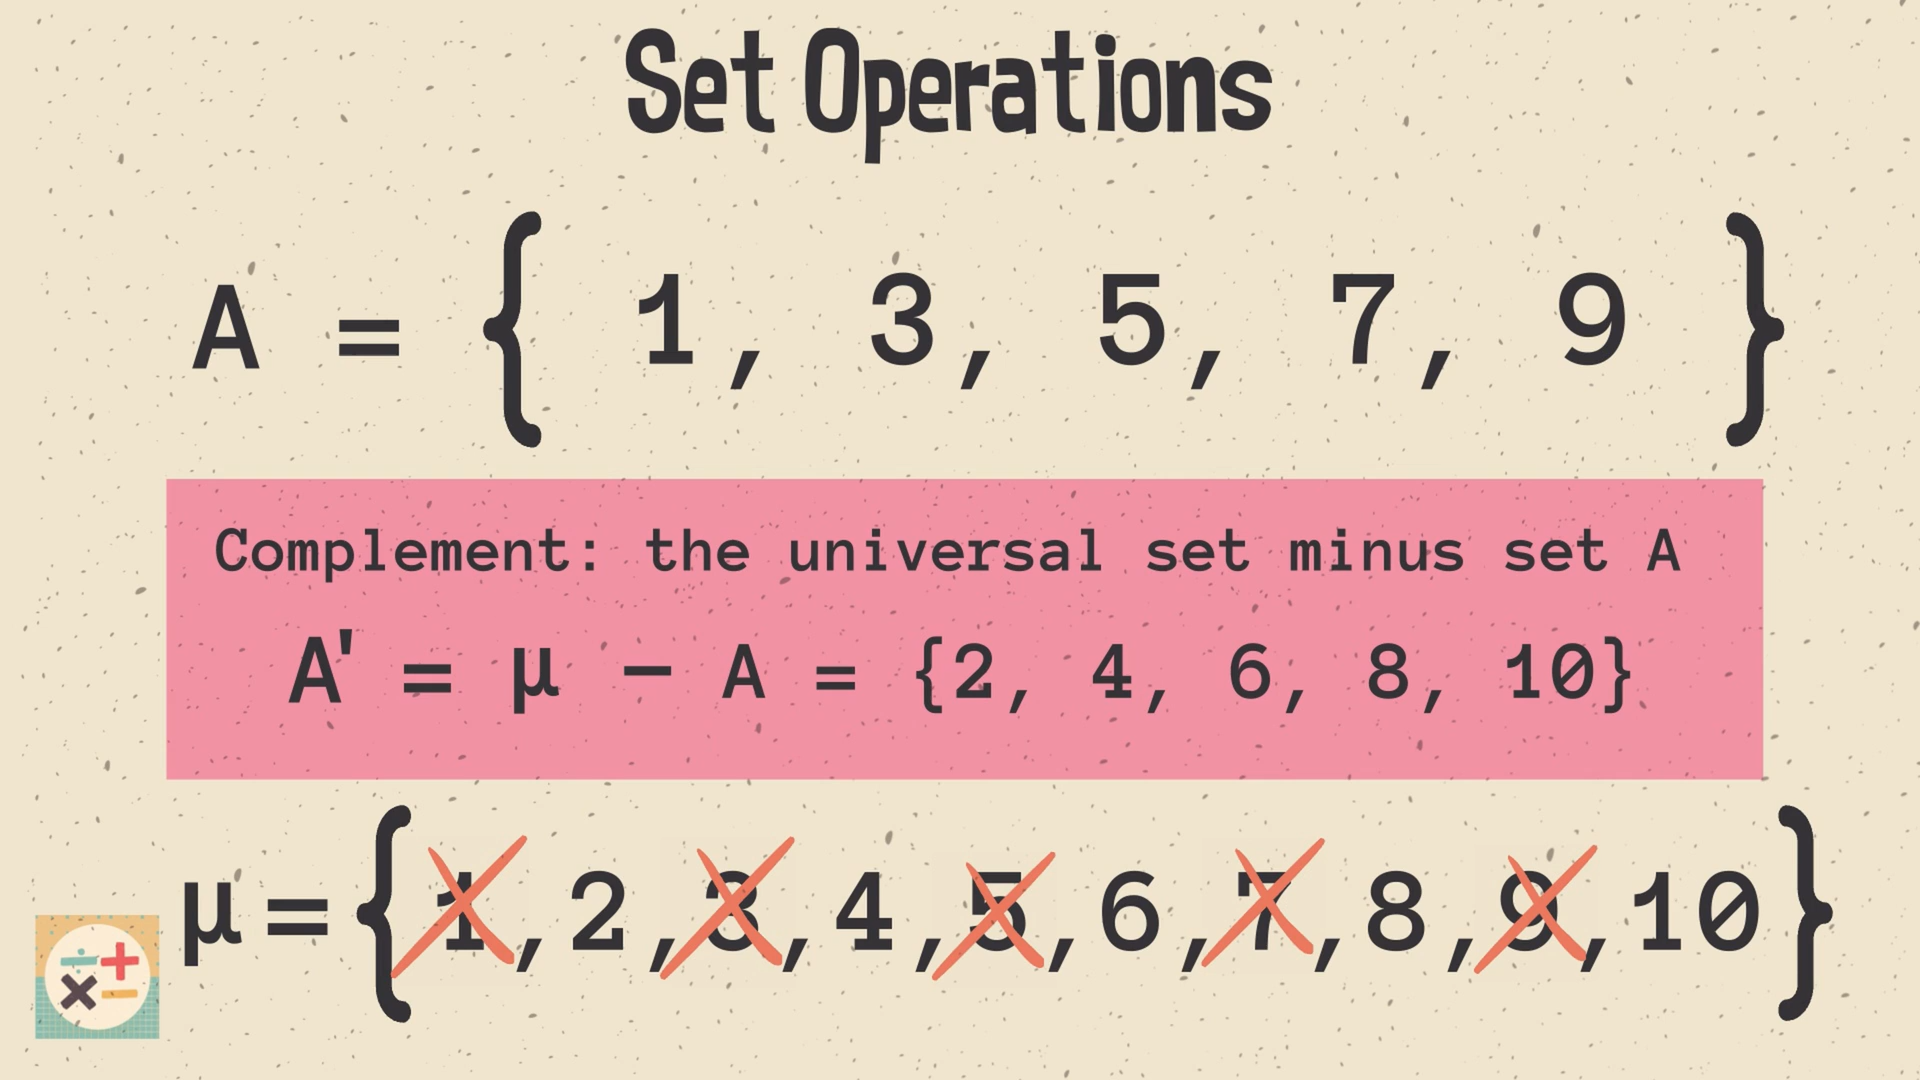 Set Operations
A = { 1, 3, 5, 7, 9 }
Complement: the universal set minus set A
A' = μ − A = {2, 4, 6, 8, 10}
μ={1,2,3,4,5,6,7,8,9,10}